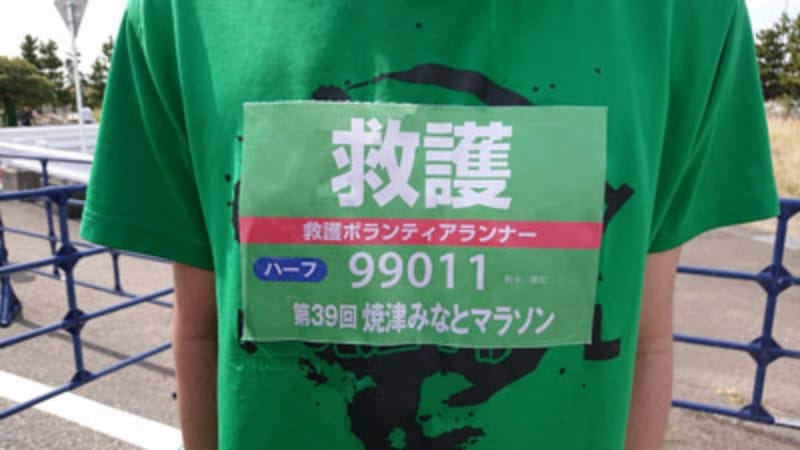 救護
救護ボランティアランナー
ハーフ 99011
第39回 焼津みなとマラソン